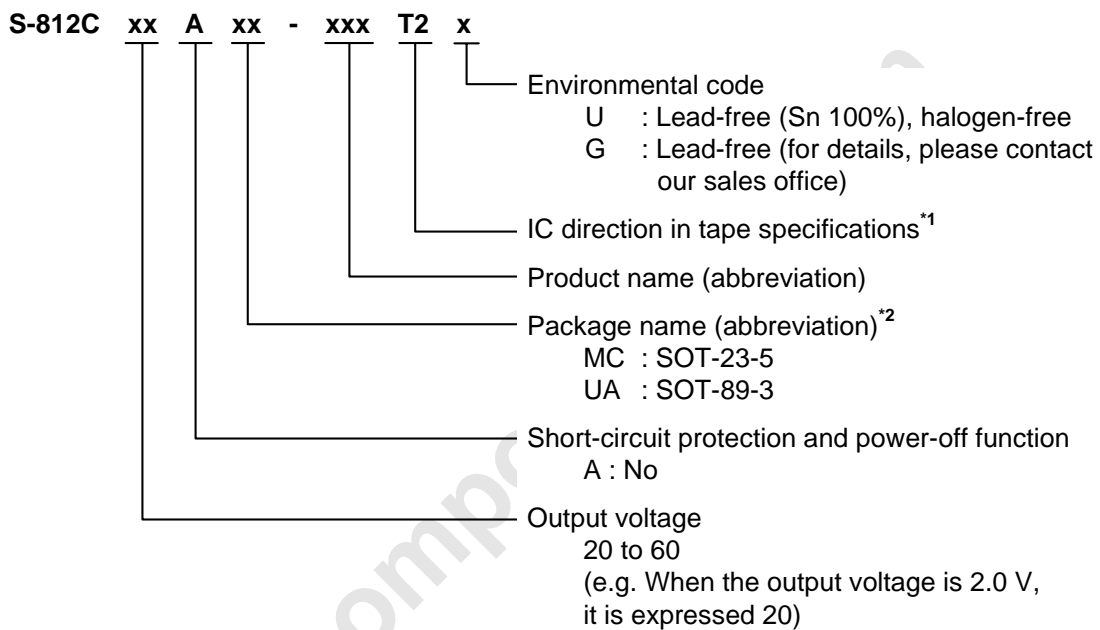 S-812C xx A xx - xxx T2 x
Environmental code
U : Lead-free (Sn 100%), halogen-free
G : Lead-free (for details, please contact
our sales office)
IC direction in tape specifications*1
Product name (abbreviation)
Package name (abbreviation)*2
MC : SOT-23-5
UA : SOT-89-3
Short-circuit protection and power-off function
A : No
Output voltage
20 to 60
(e.g. When the output voltage is 2.0 V,
it is expressed 20)